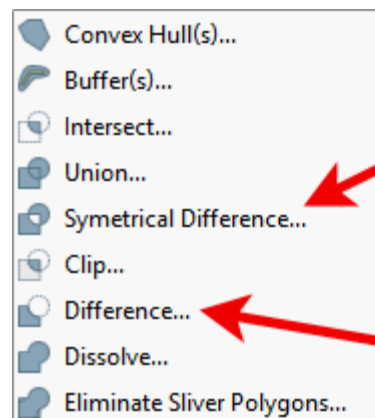 Convex Hull(s)...
Buffer(s)...
Intersect...
Union...
Symetrical Difference...
Clip...
Difference...
Dissolve...
Eliminate Sliver Polygons...